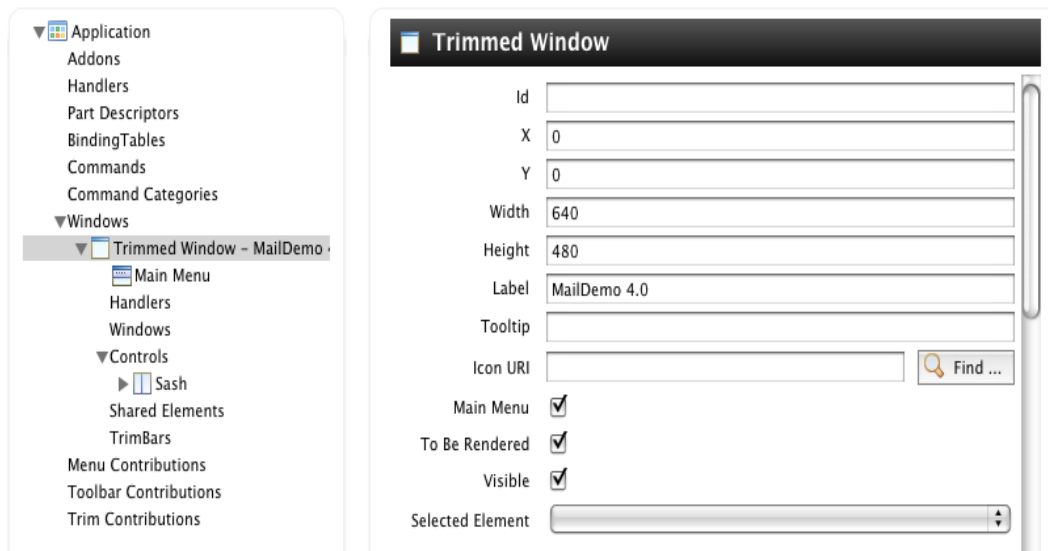 Application
Addons
Handlers
Part Descriptors
BindingTables
Commands
Command Categories
Windows
Trimmed Window – MailDemo
Main Menu
Handlers
Windows
Controls
Sash
Shared Elements
TrimBars
Menu Contributions
Toolbar Contributions
Trim Contributions
Trimmed Window
Id
X 0
Y 0
Width 640
Height 480
Label MailDemo 4.0
Tooltip
Icon URI Find ...
Main Menu
To Be Rendered
Visible
Selected Element